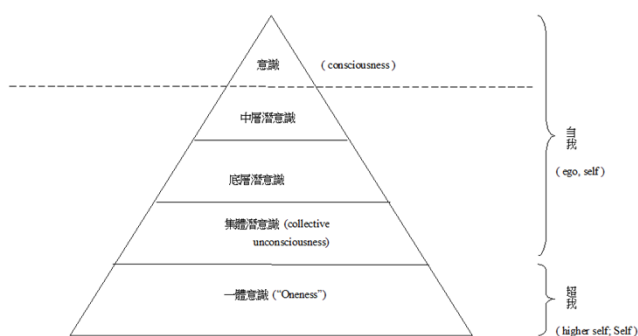 意識
( consciousness )
中層潛意識
自我
( ego, self )
底層潛意識
集體潛意識 (collective
unconsciousness)
一體意識 (“Oneness”)
超我
( higher self; Self )